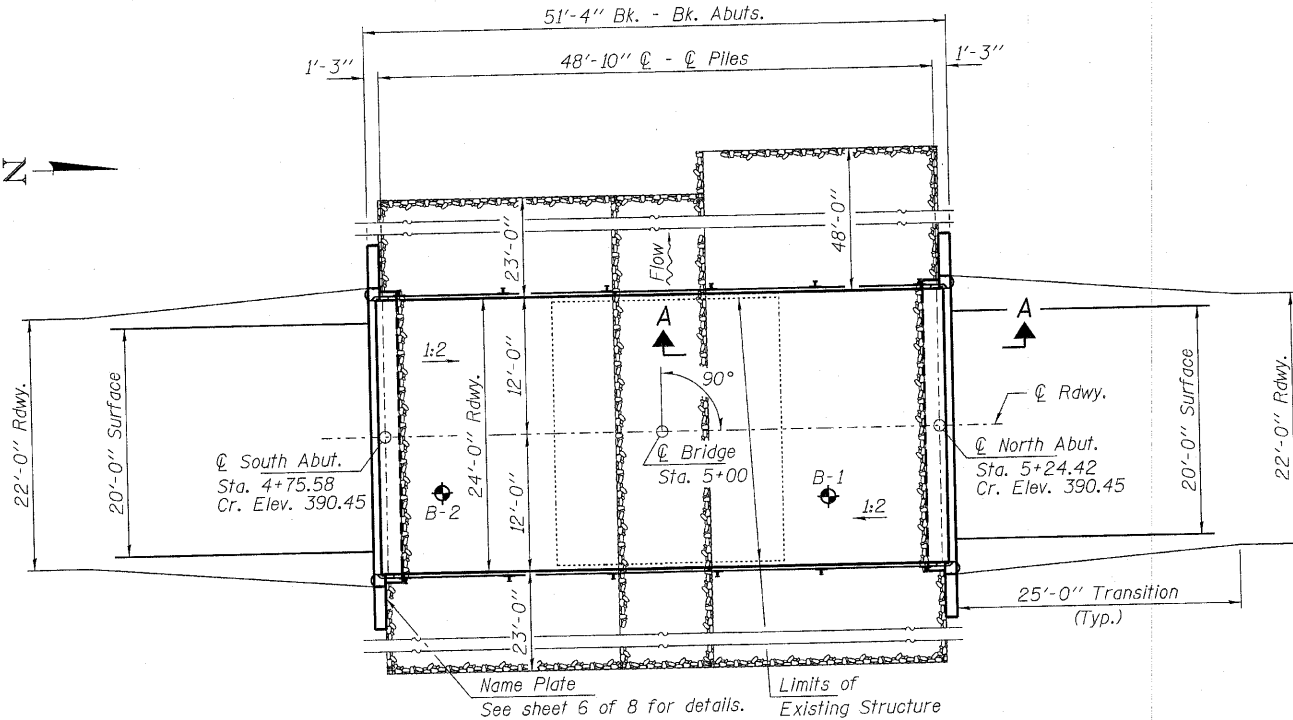 51'-4" Bk. - Bk. Abuts.
1'-3"
48'-10" ℄ - ℄ Piles
1'-3"
N
23'-0"
Flow
48'-0"
A
A
1:2
12'-0"
90°
℄ Rdwy.
22'-0" Rdwy.
20'-0" Surface
24'-0" Rdwy.
℄ South Abut.
Sta. 4+75.58
Cr. Elev. 390.45
℄ Bridge
Sta. 5+00
℄ North Abut.
Sta. 5+24.42
Cr. Elev. 390.45
20'-0" Surface
22'-0" Rdwy.
B-2
12'-0"
B-1
1:2
25'-0" Transition
(Typ.)
23'-0"
Name Plate
See sheet 6 of 8 for details.
Limits of
Existing Structure